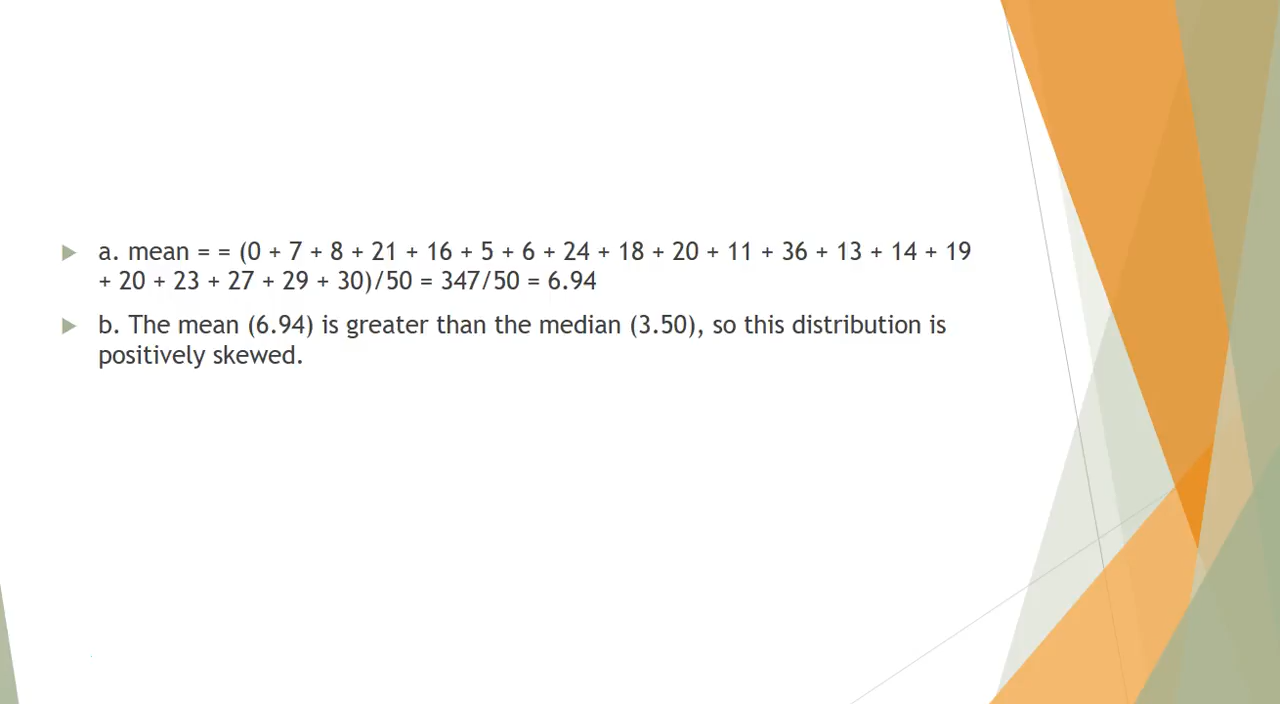 a. mean = = (0 + 7 + 8 + 21 + 16 + 5 + 6 + 24 + 18 + 20 + 11 + 36 + 13 + 14 + 19
+ 20 + 23 + 27 + 29 + 30)/50 = 347/50 = 6.94
b. The mean (6.94) is greater than the median (3.50), so this distribution is
positively skewed.